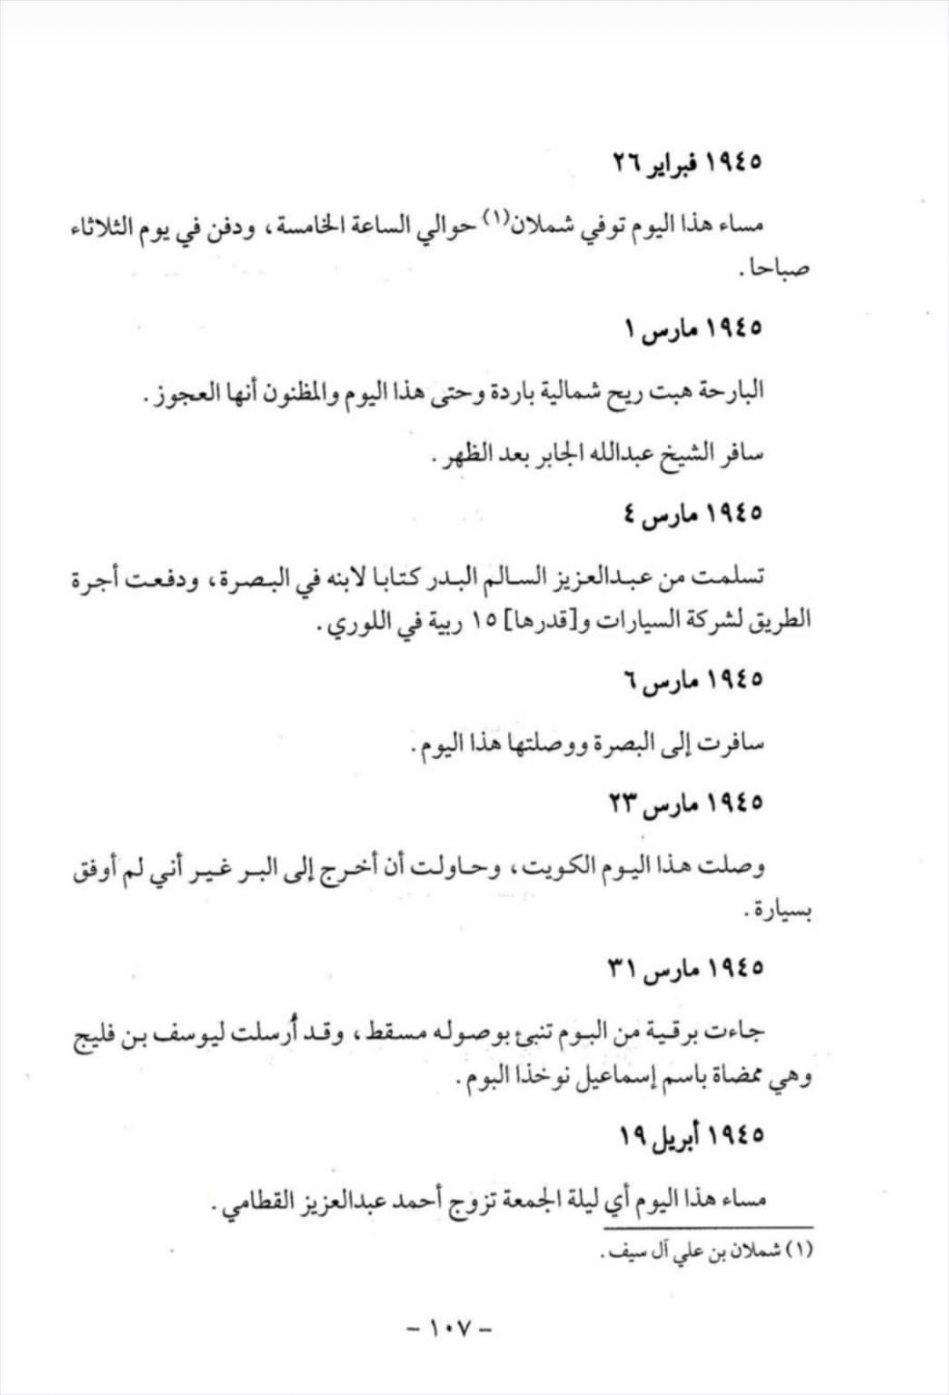 ١٩٤٥ فبراير ٢٦
مساء هذا اليوم توفي شملان(١) حوالي الساعة الخامسة، ودفن في يوم الثلاثاء
صباحا.
١٩٤٥ مارس ١
البارحة هبت ريح شمالية باردة وحتى هذا اليوم والمظنون أنها العجوز.
سافر الشيخ عبدالله الجابر بعد الظهر.
١٩٤٥ مارس ٤
تسلمت من عبدالعزيز السالم البدر كتابا لابنه في البصرة، ودفعت أجرة
الطريق لشركة السيارات و[قدرها] ١٥ ربية في اللوري.
١٩٤٥ مارس ٦
سافرت إلى البصرة ووصلتها هذا اليوم.
١٩٤٥ مارس ٢٣
وصلت هذا اليوم الكويت، وحاولت أن أخرج إلى البر غير أني لم أوفق
بسيارة.
١٩٤٥ مارس ٣١
جاءت برقية من البوم تنبئ بوصوله مسقط، وقد أُرسلت ليوسف بن فليج
وهي ممضاة باسم إسماعيل نوخذا البوم.
١٩٤٥ أبريل ١٩
مساء هذا اليوم أي ليلة الجمعة تزوج أحمد عبدالعزيز القطامي.
(١) شملان بن علي آل سيف.
- ١٠٧ -